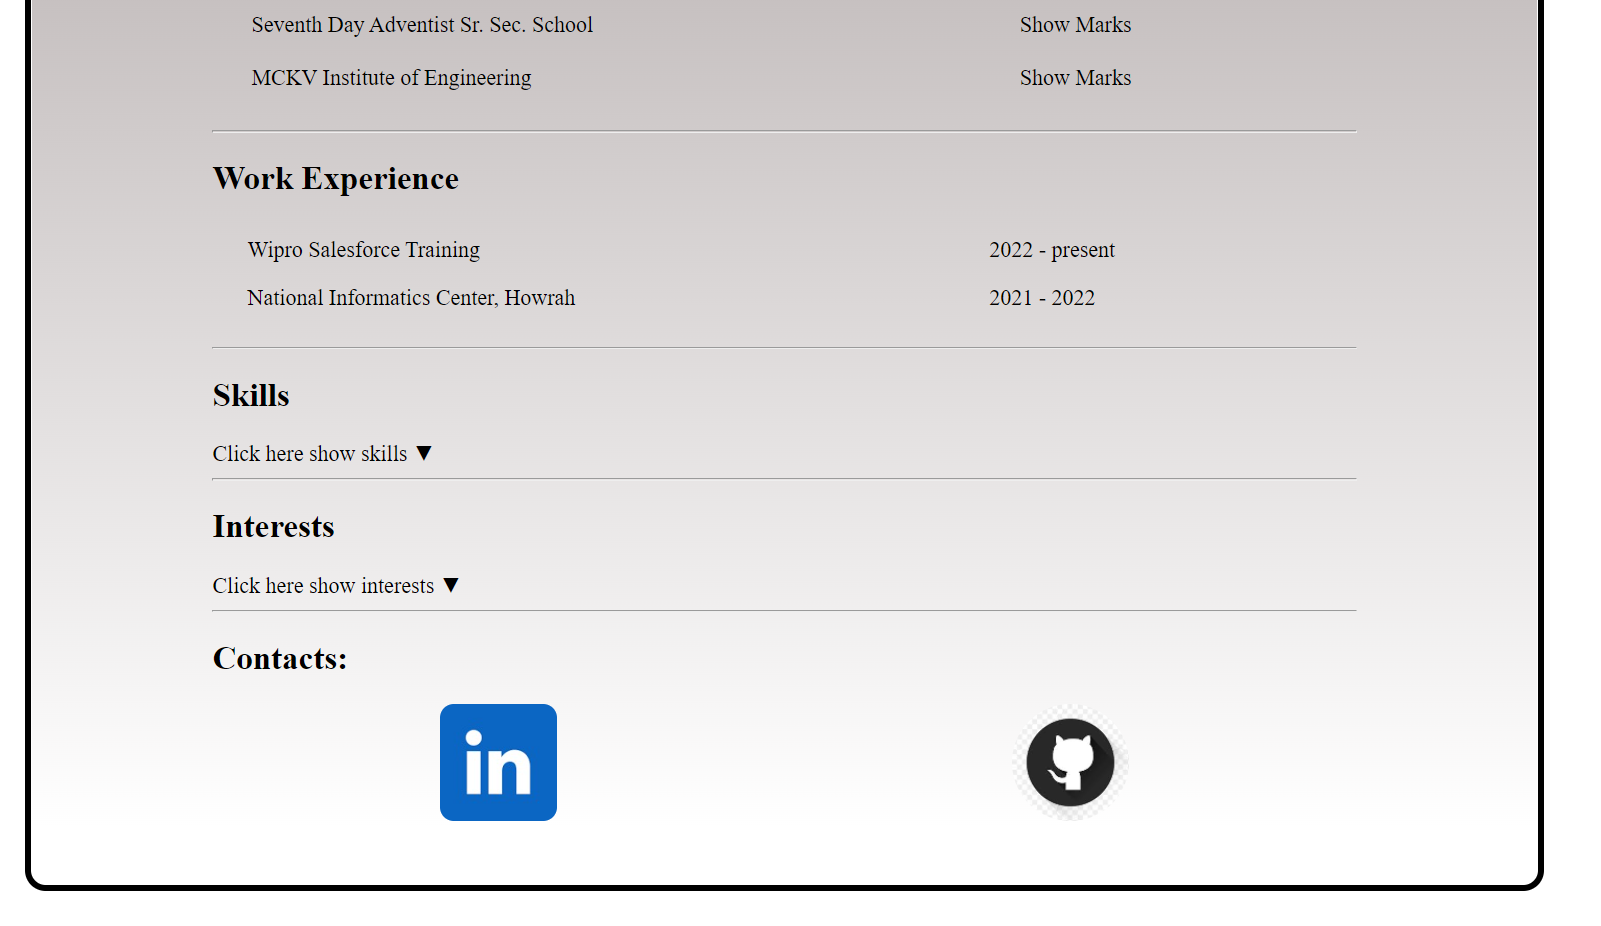 Seventh Day Adventist Sr. Sec. School Show Marks
MCKV Institute of Engineering Show Marks
Work Experience
Wipro Salesforce Training 2022 - present
National Informatics Center, Howrah 2021 - 2022
Skills
Click here show skills ▼
Interests
Click here show interests ▼
Contacts:
in